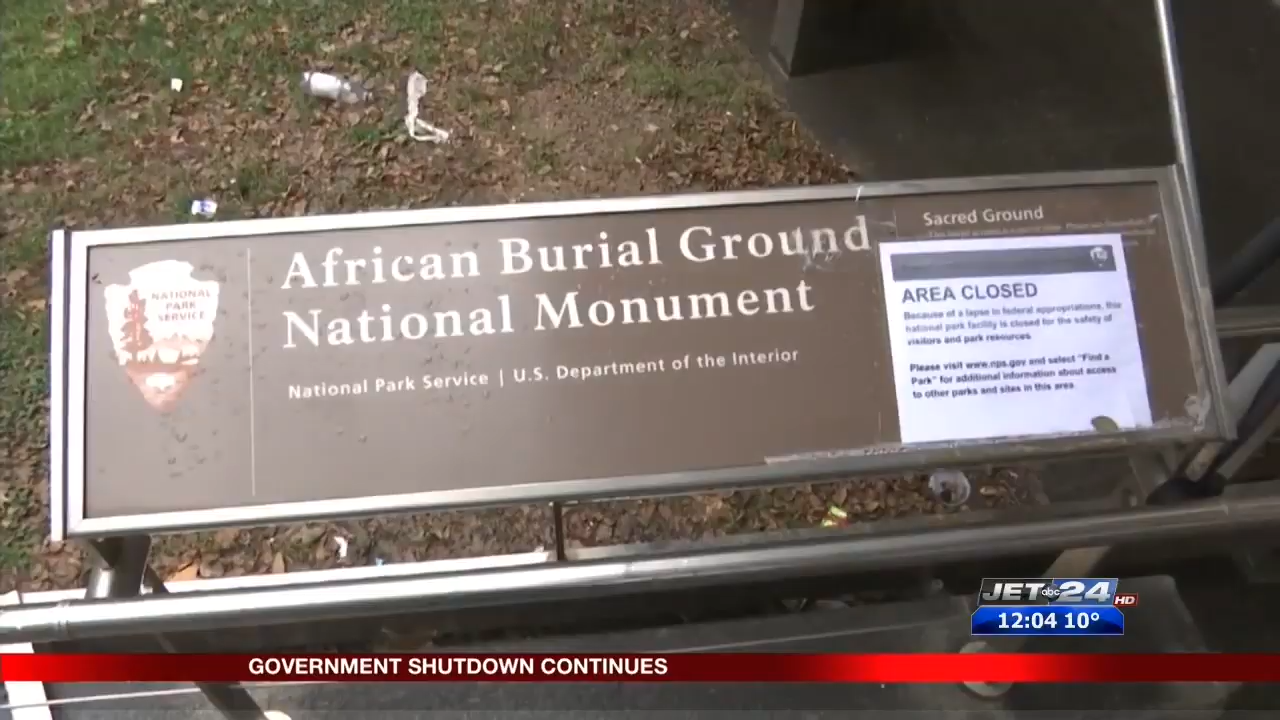 NATIONAL
PARK
SERVICE
African Burial Ground
National Monument
National Park Service | U.S. Department of the Interior
Sacred Ground
AREA CLOSED
Because of a lapse in federal appropriations, this
national park facility is closed for the safety of
visitors and park resources.
Please visit www.nps.gov and select "Find a
Park" for additional information about access
to other parks and sites in this area.
JET abc 24 HD
12:04 10°
GOVERNMENT SHUTDOWN CONTINUES